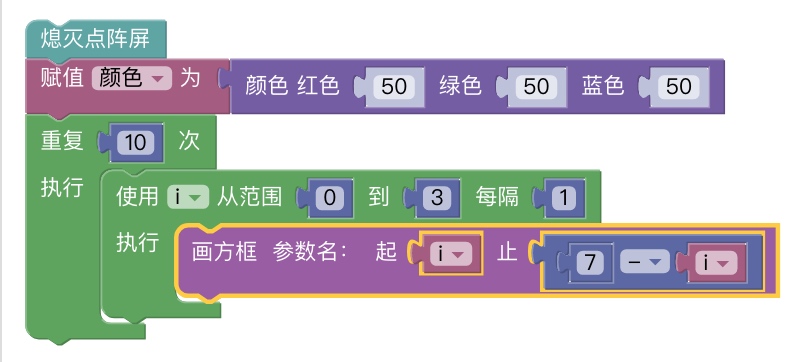 熄灭点阵屏
赋值 颜色 为 颜色 红色 50 绿色 50 蓝色 50
重复 10 次
执行 使用 i 从范围 0 到 3 每隔 1
执行 画方框 参数名： 起 i 止 7 - i